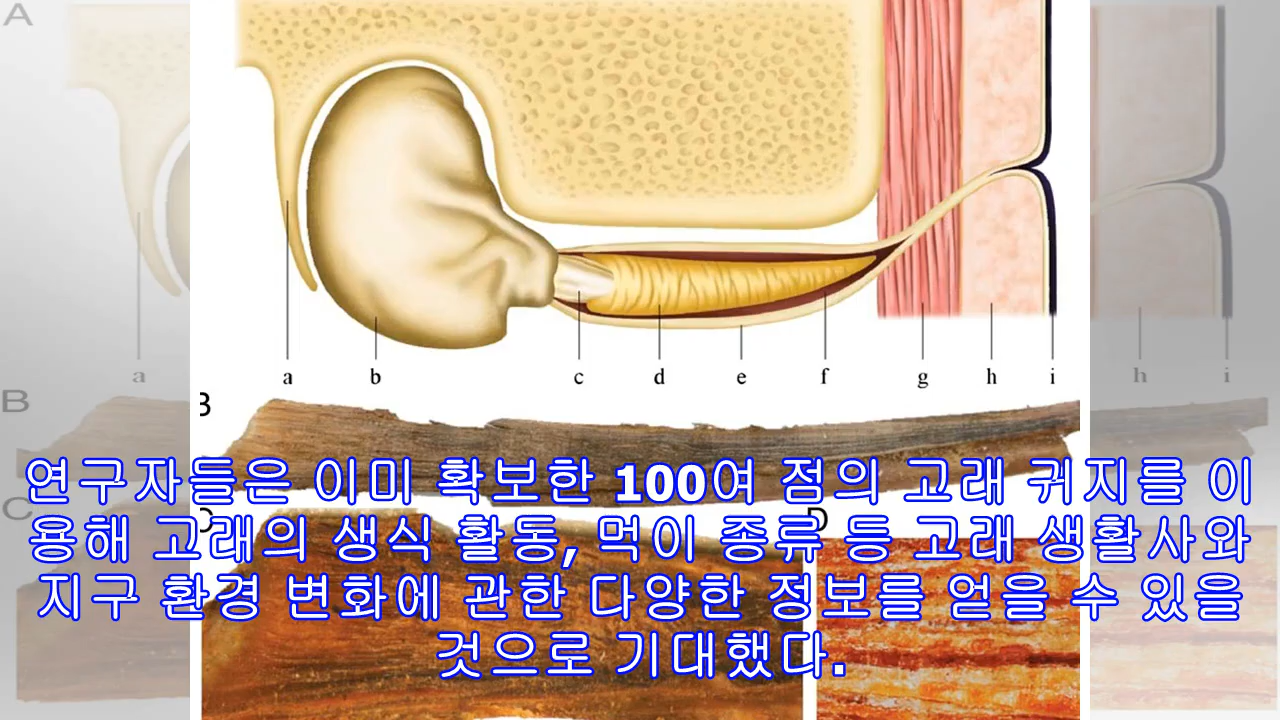 A
a b c d e f g h i
a h i
B
B
C
D
연구자들은 이미 확보한 100여 점의 고래 귀지를 이
용해 고래의 생식 활동, 먹이 종류 등 고래 생활사와
지구 환경 변화에 관한 다양한 정보를 얻을 수 있을
것으로 기대했다.